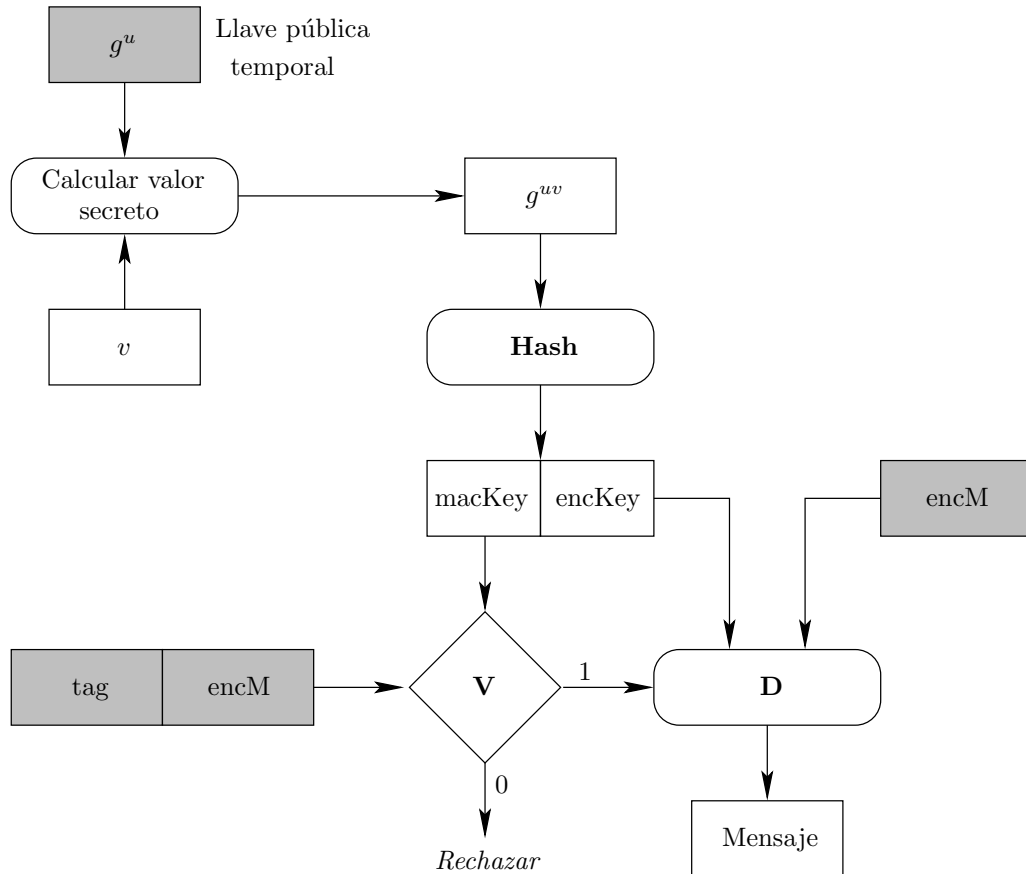 g^u
Llave pública
temporal
Calcular valor
secreto
g^{uv}
v
Hash
macKey
encKey
encM
tag
encM
V
1
D
0
Mensaje
Rechazar